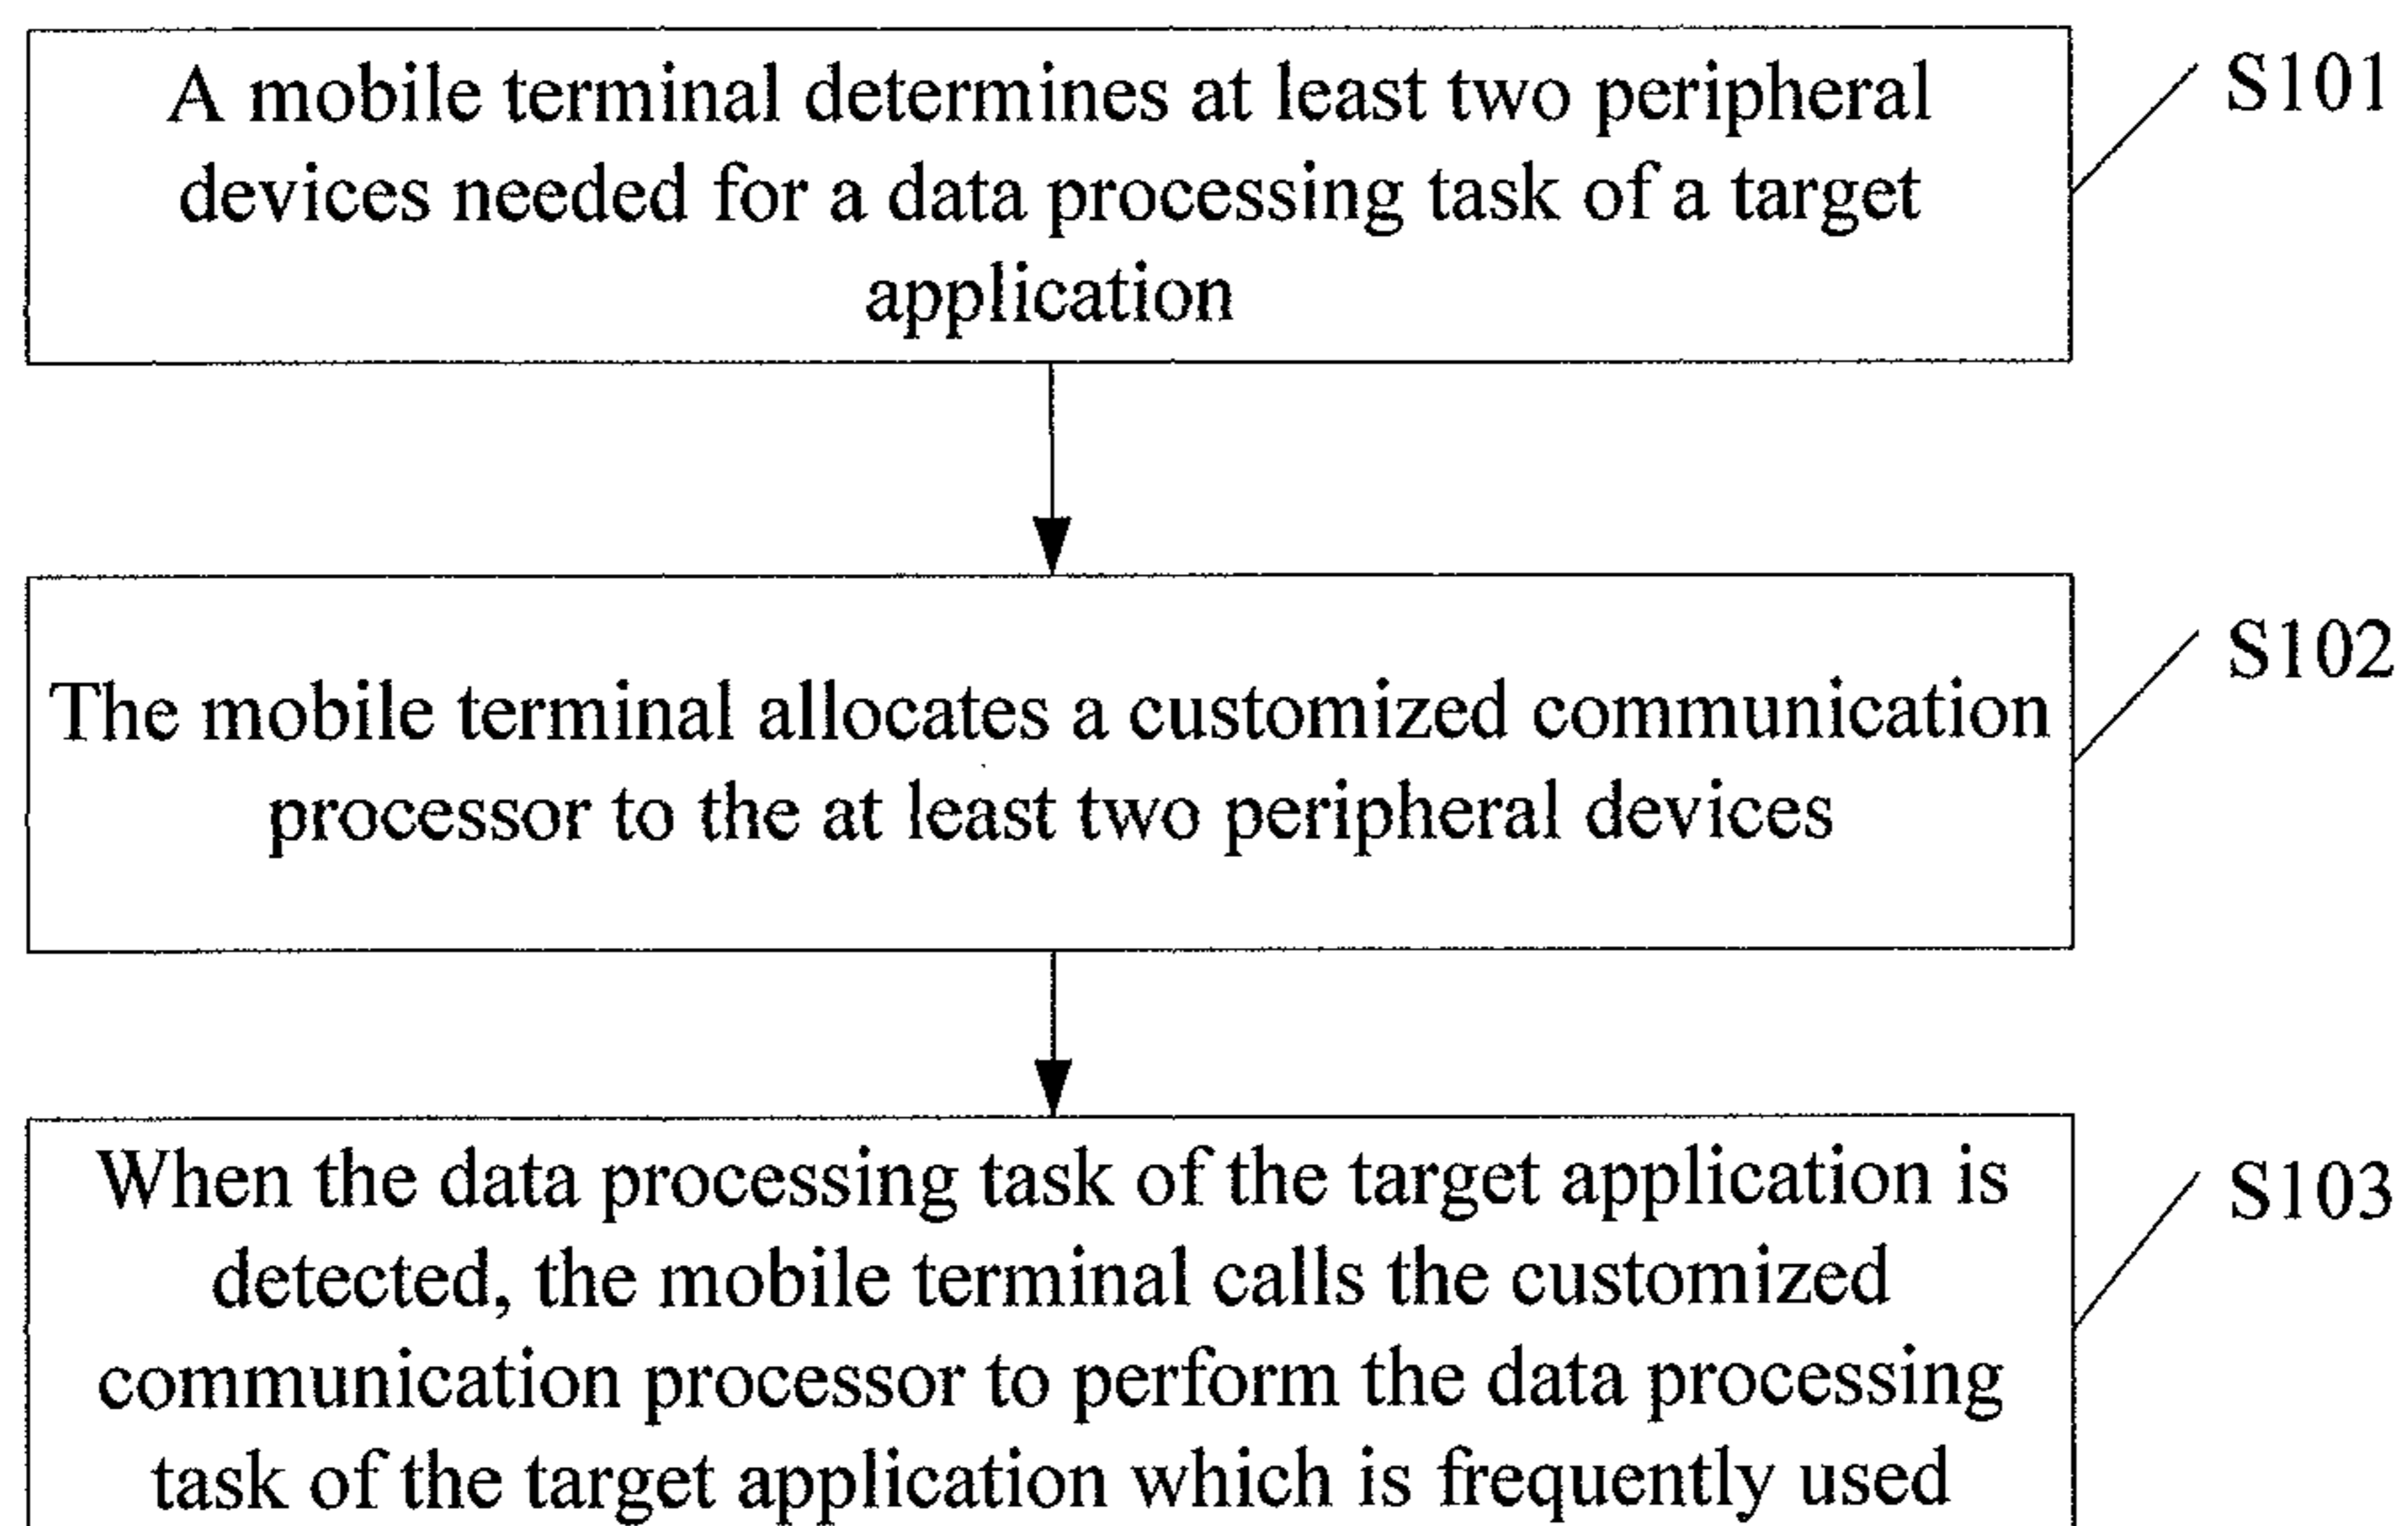 A mobile terminal determines at least two peripheral
devices needed for a data processing task of a target
application
S101
The mobile terminal allocates a customized communication
processor to the at least two peripheral devices
S102
When the data processing task of the target application is
detected, the mobile terminal calls the customized
communication processor to perform the data processing
task of the target application which is frequently used
S103